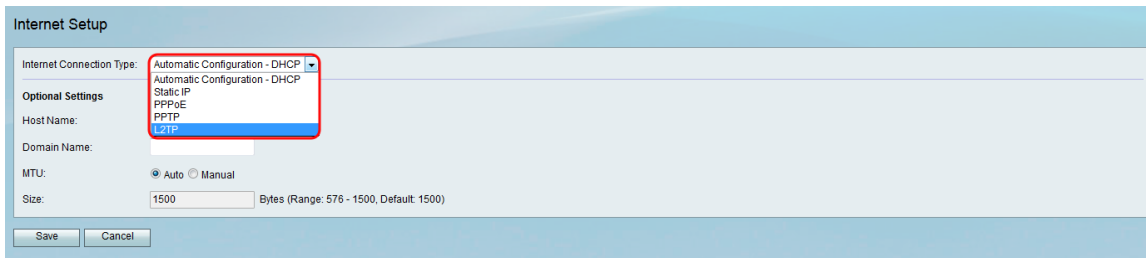 Internet Setup
Internet Connection Type: Automatic Configuration - DHCP
Automatic Configuration - DHCP
Static IP
PPPoE
PPTP
L2TP
Optional Settings
Host Name:
Domain Name:
MTU: Auto Manual
Size: 1500 Bytes (Range: 576 - 1500, Default: 1500)
Save Cancel